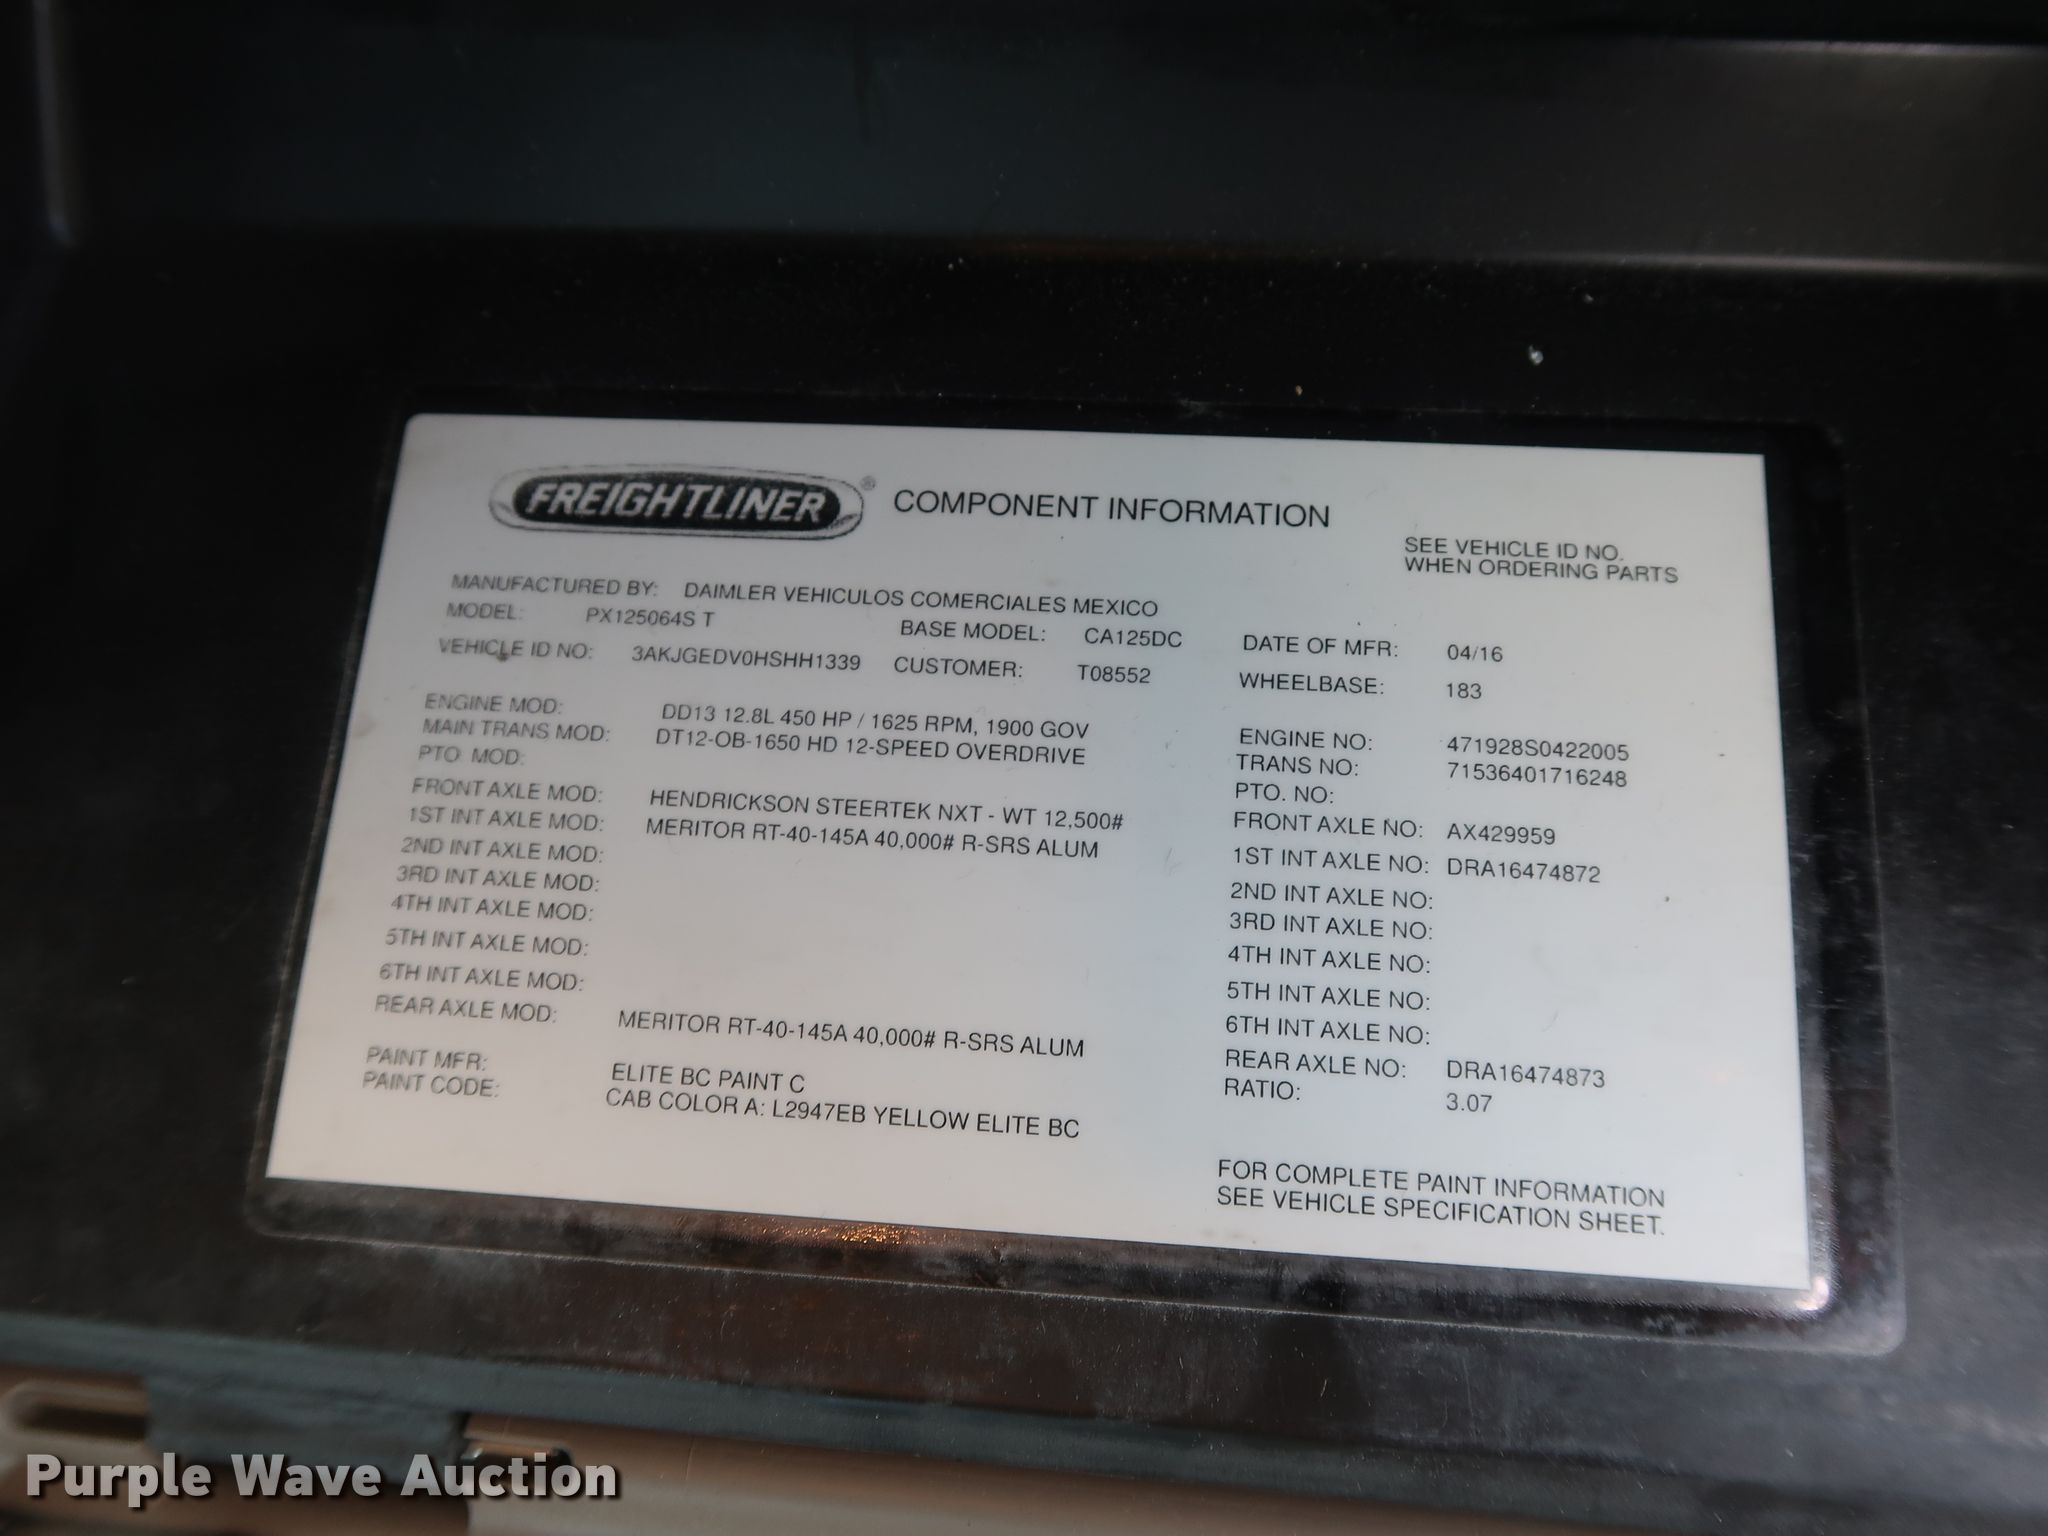 FREIGHTLINER® COMPONENT INFORMATION
SEE VEHICLE ID NO.
WHEN ORDERING PARTS
MANUFACTURED BY: DAIMLER VEHICULOS COMERCIALES MEXICO
MODEL: PX125064S T BASE MODEL: CA125DC DATE OF MFR: 04/16
VEHICLE ID NO: 3AKJGEDV0HSHH1339 CUSTOMER: T08552 WHEELBASE: 183
ENGINE MOD: DD13 12.8L 450 HP / 1625 RPM, 1900 GOV ENGINE NO: 471928S0422005
MAIN TRANS MOD: DT12-OB-1650 HD 12-SPEED OVERDRIVE TRANS NO: 71536401716248
PTO. MOD: PTO. NO:
FRONT AXLE MOD: HENDRICKSON STEERTEK NXT - WT 12,500# FRONT AXLE NO: AX429959
1ST INT AXLE MOD: MERITOR RT-40-145A 40,000# R-SRS ALUM 1ST INT AXLE NO: DRA16474872
2ND INT AXLE MOD: 2ND INT AXLE NO:
3RD INT AXLE MOD: 3RD INT AXLE NO:
4TH INT AXLE MOD: 4TH INT AXLE NO:
5TH INT AXLE MOD: 5TH INT AXLE NO:
6TH INT AXLE MOD: 6TH INT AXLE NO:
REAR AXLE MOD: MERITOR RT-40-145A 40,000# R-SRS ALUM REAR AXLE NO: DRA16474873
RATIO: 3.07
PAINT MFR: ELITE BC PAINT C
PAINT CODE: CAB COLOR A: L2947EB YELLOW ELITE BC
FOR COMPLETE PAINT INFORMATION
SEE VEHICLE SPECIFICATION SHEET.
Purple Wave Auction